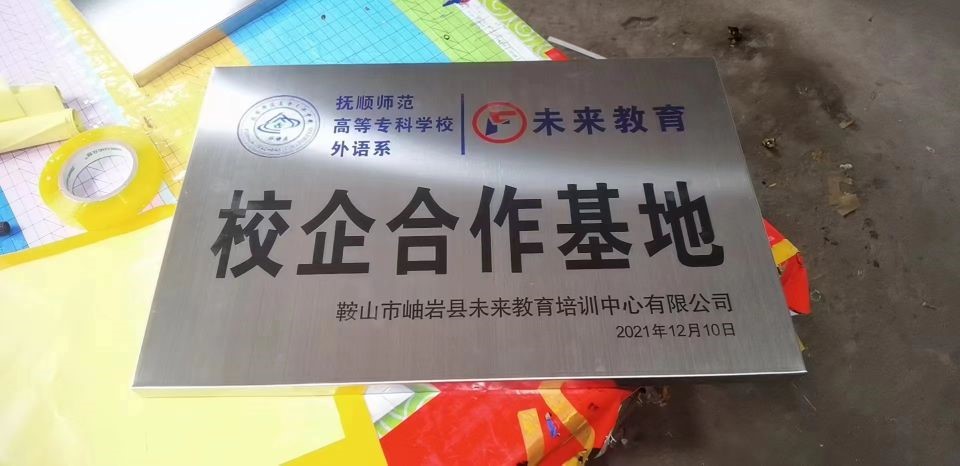 抚顺师范
高等专科学校
外语系
未来教育
校企合作基地
鞍山市岫岩县未来教育培训中心有限公司
2021年12月10日